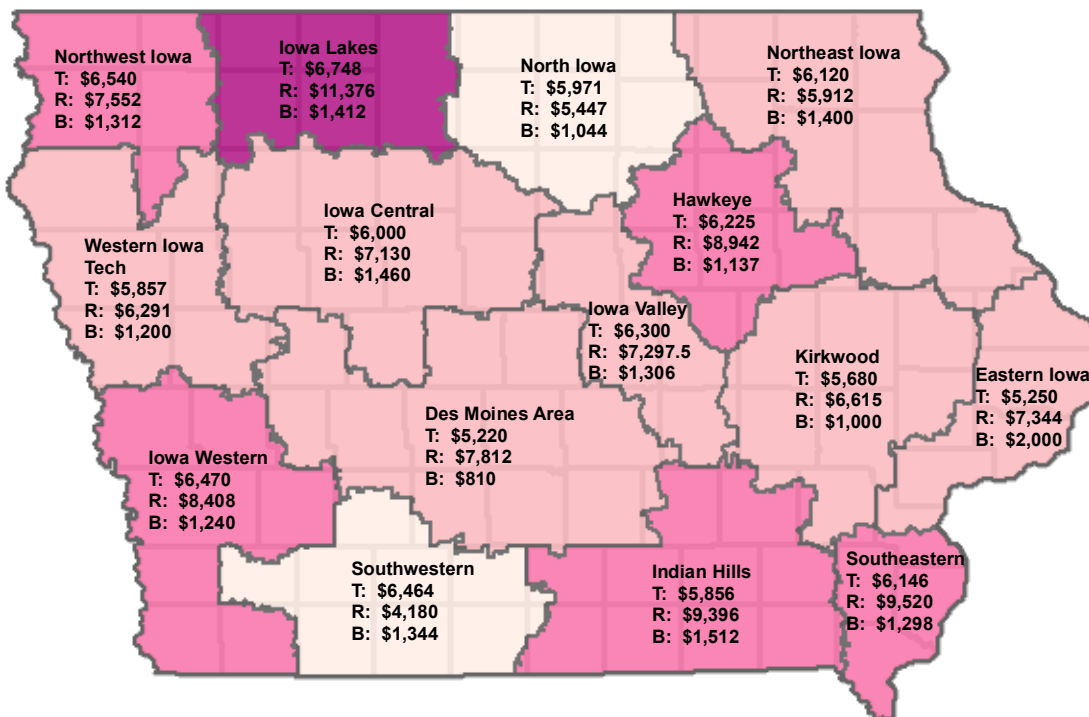 Northwest Iowa
T: $6,540
R: $7,552
B: $1,312
Iowa Lakes
T: $6,748
R: $11,376
B: $1,412
North Iowa
T: $5,971
R: $5,447
B: $1,044
Northeast Iowa
T: $6,120
R: $5,912
B: $1,400
Western Iowa
Tech
T: $5,857
R: $6,291
B: $1,200
Iowa Central
T: $6,000
R: $7,130
B: $1,460
Hawkeye
T: $6,225
R: $8,942
B: $1,137
Iowa Valley
T: $6,300
R: $7,297.5
B: $1,306
Kirkwood
T: $5,680
R: $6,615
B: $1,000
Eastern Iowa
T: $5,250
R: $7,344
B: $2,000
Des Moines Area
T: $5,220
R: $7,812
B: $810
Iowa Western
T: $6,470
R: $8,408
B: $1,240
Southwestern
T: $6,464
R: $4,180
B: $1,344
Indian Hills
T: $5,856
R: $9,396
B: $1,512
Southeastern
T: $6,146
R: $9,520
B: $1,298